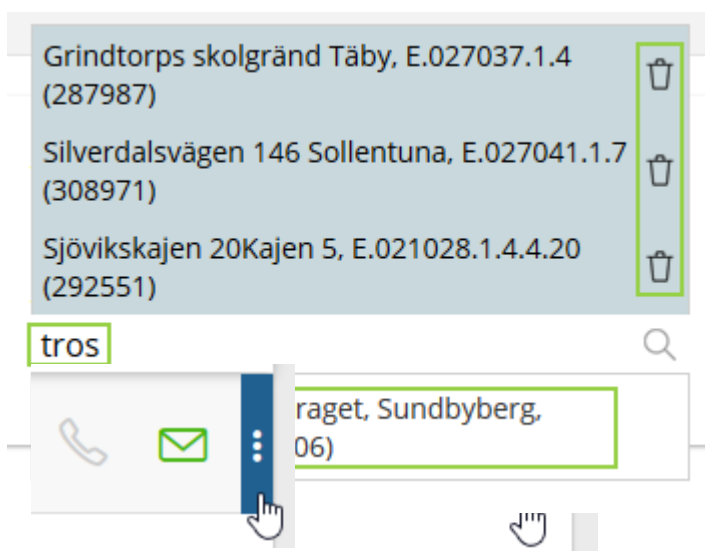 Grindtorps skolgränd Täby, E.027037.1.4
(287987)
Silverdalsvägen 146 Sollentuna, E.027041.1.7
(308971)
Sjövikskajen 20Kajen 5, E.021028.1.4.4.20
(292551)
tros
raget, Sundbyberg,
06)